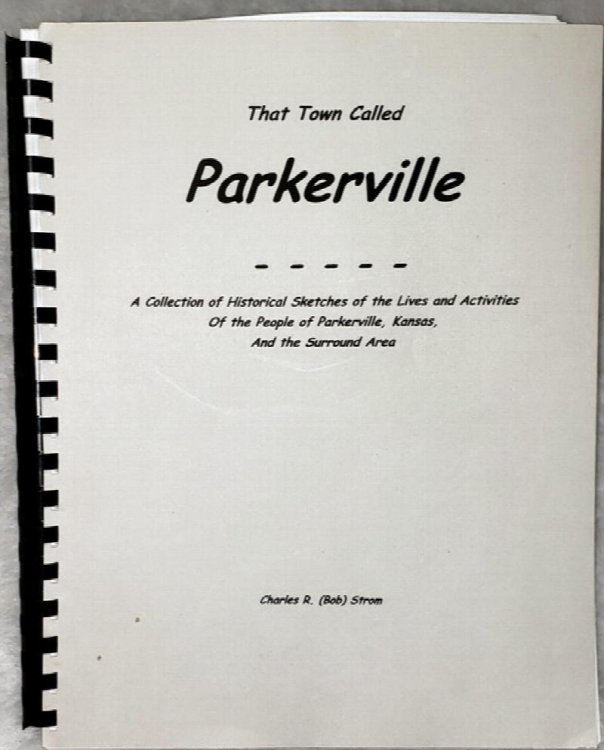 That Town Called
Parkerville
- - - - -
A Collection of Historical Sketches of the Lives and Activities
Of the People of Parkerville, Kansas,
And the Surround Area
Charles R. (Bob) Strom